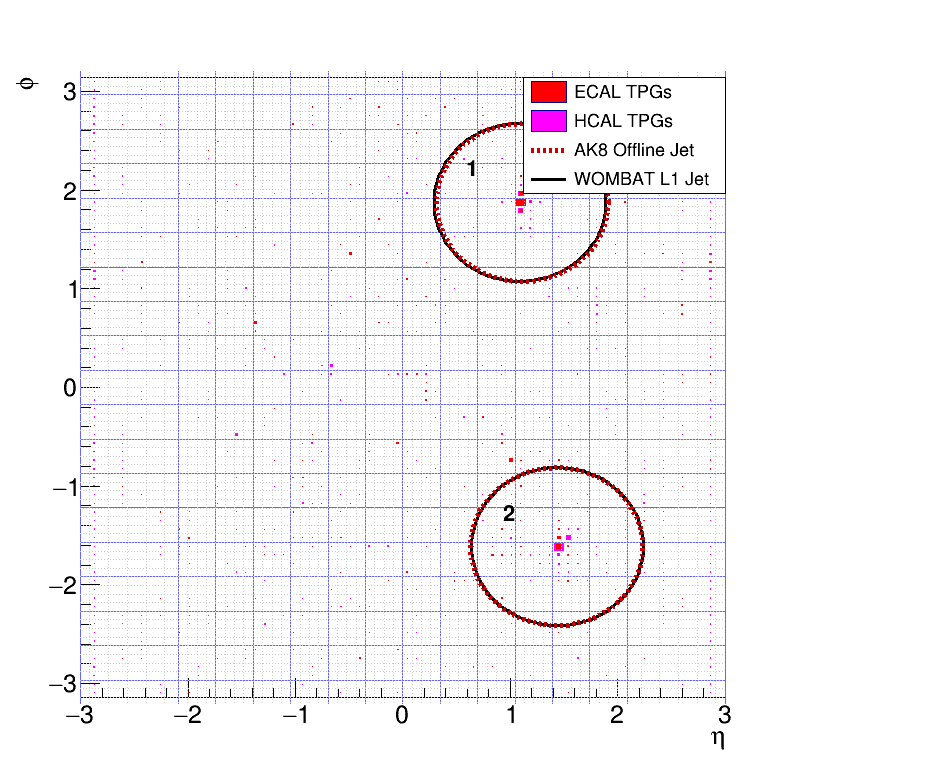 φ
3
2
1
0
−1
−2
−3
−3 −2 −1 0 1 2 3
η
ECAL TPGs
HCAL TPGs
AK8 Offline Jet
WOMBAT L1 Jet
1
2